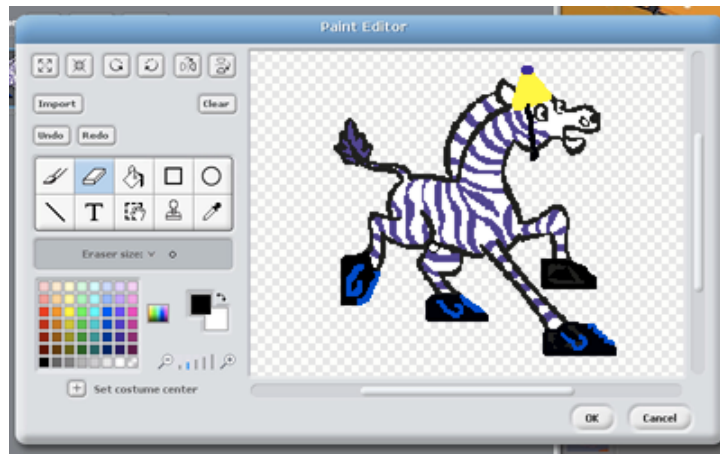 Paint Editor
Import
Clear
Undo
Redo
T
Eraser size:
Set costume center
OK
Cancel